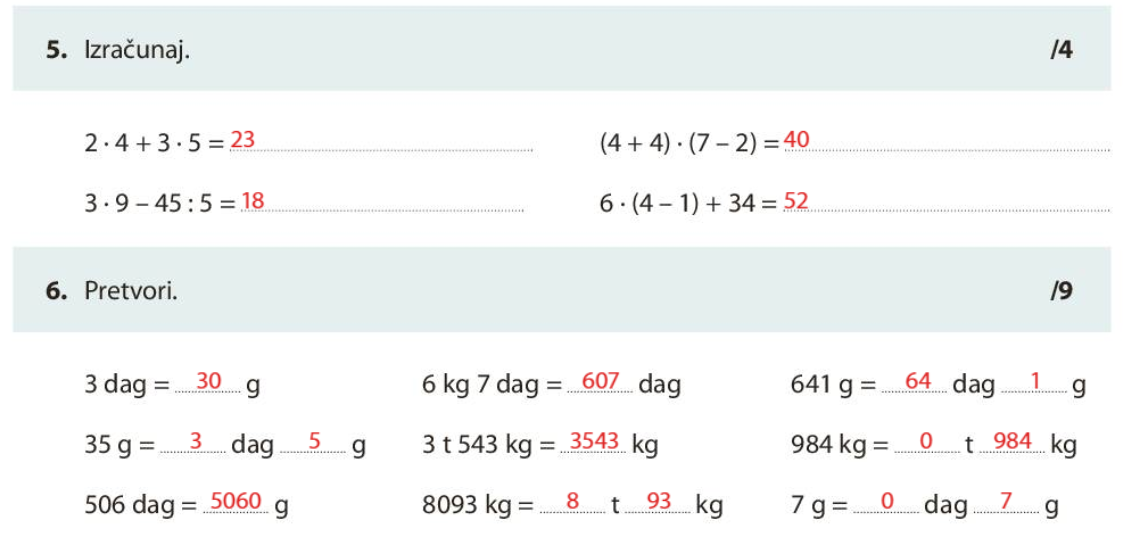 5. Izračunaj. /4
2 · 4 + 3 · 5 = 23 (4 + 4) · (7 – 2) = 40
3 · 9 – 45 : 5 = 18 6 · (4 – 1) + 34 = 52
6. Pretvori. /9
3 dag = 30 g 6 kg 7 dag = 607 dag 641 g = 64 dag 1 g
35 g = 3 dag 5 g 3 t 543 kg = 3543 kg 984 kg = 0 t 984 kg
506 dag = 5060 g 8093 kg = 8 t 93 kg 7 g = 0 dag 7 g